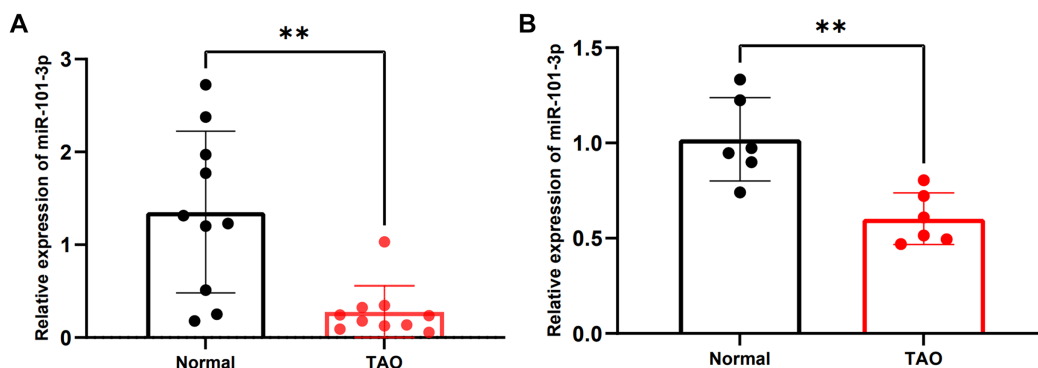 A
Relative expression of miR-101-3p
3
2
1
0
**
Normal
TAO
B
Relative expression of miR-101-3p
1.5
1.0
0.5
0.0
**
Normal
TAO